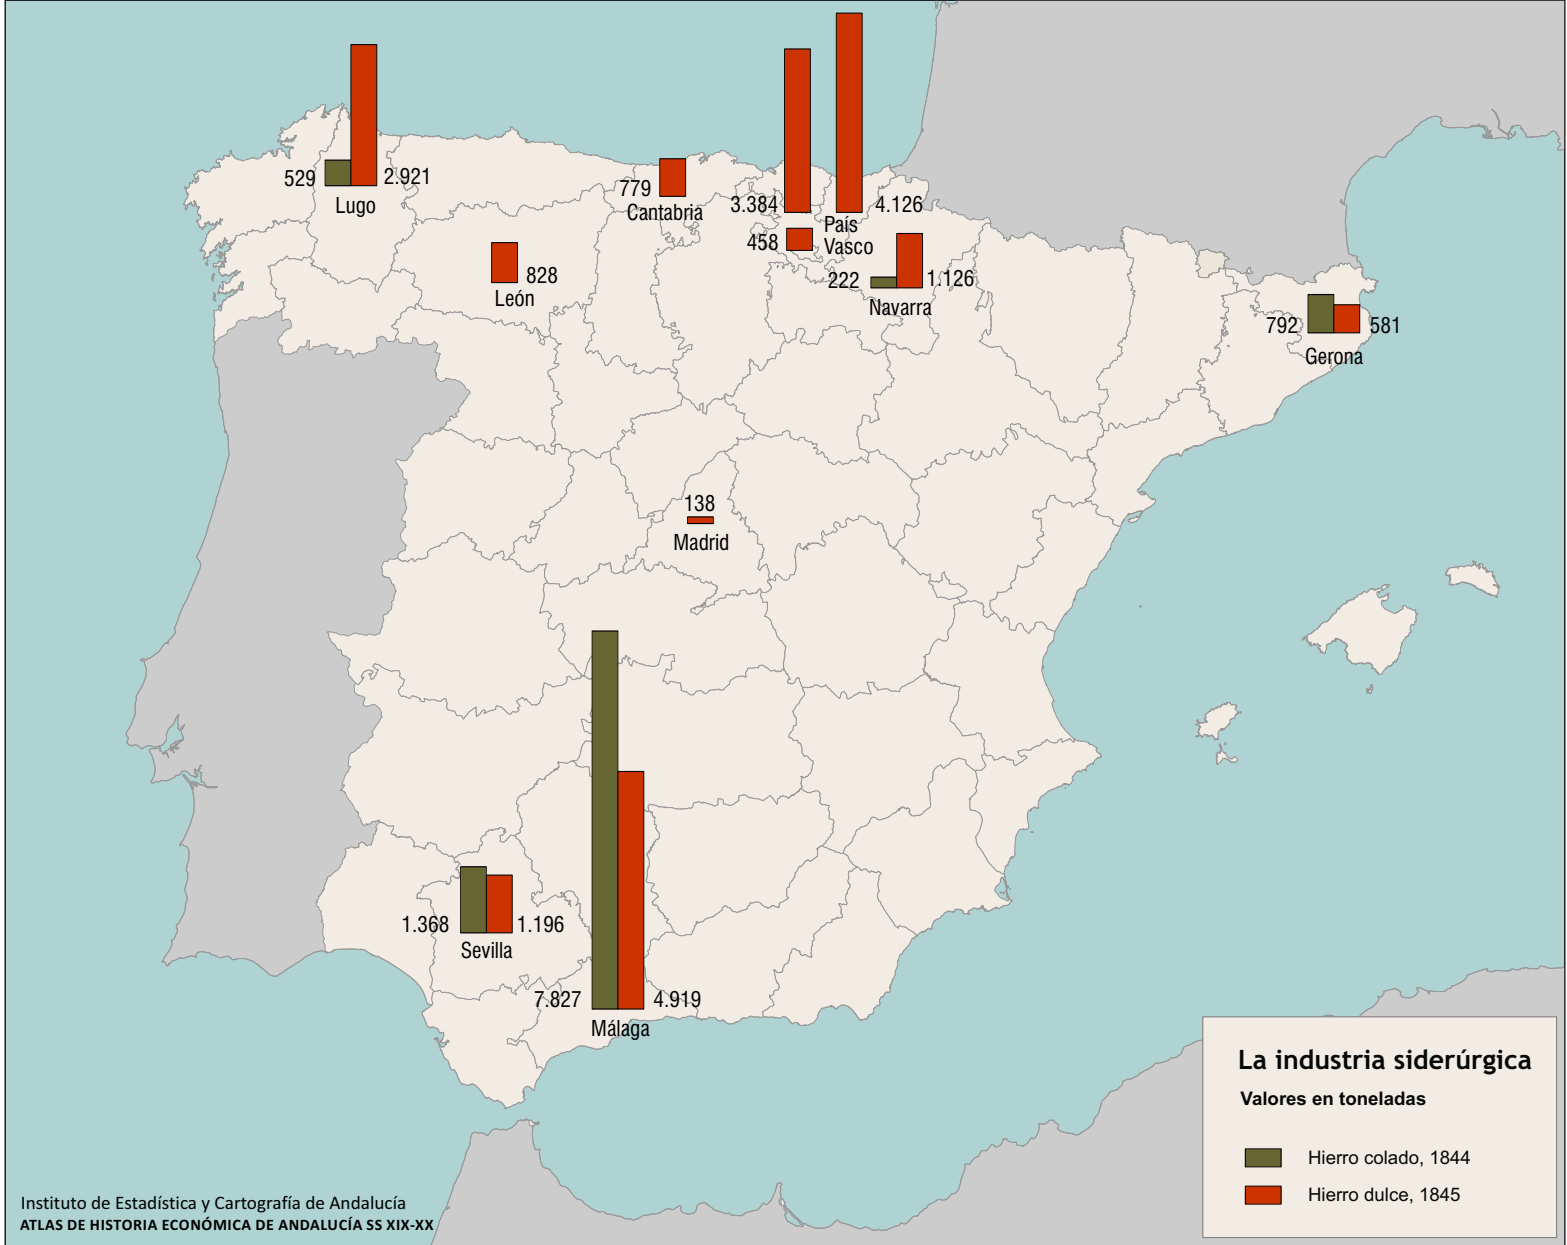 529
2.921
Lugo
779
Cantabria
3.384
4.126
País
Vasco
458
828
León
222
1.126
Navarra
792
581
Gerona
138
Madrid
1.368
1.196
Sevilla
7.827
4.919
Málaga
La industria siderúrgica
Valores en toneladas
Hierro colado, 1844
Hierro dulce, 1845
Instituto de Estadística y Cartografía de Andalucía
ATLAS DE HISTORIA ECONÓMICA DE ANDALUCÍA SS XIX-XX